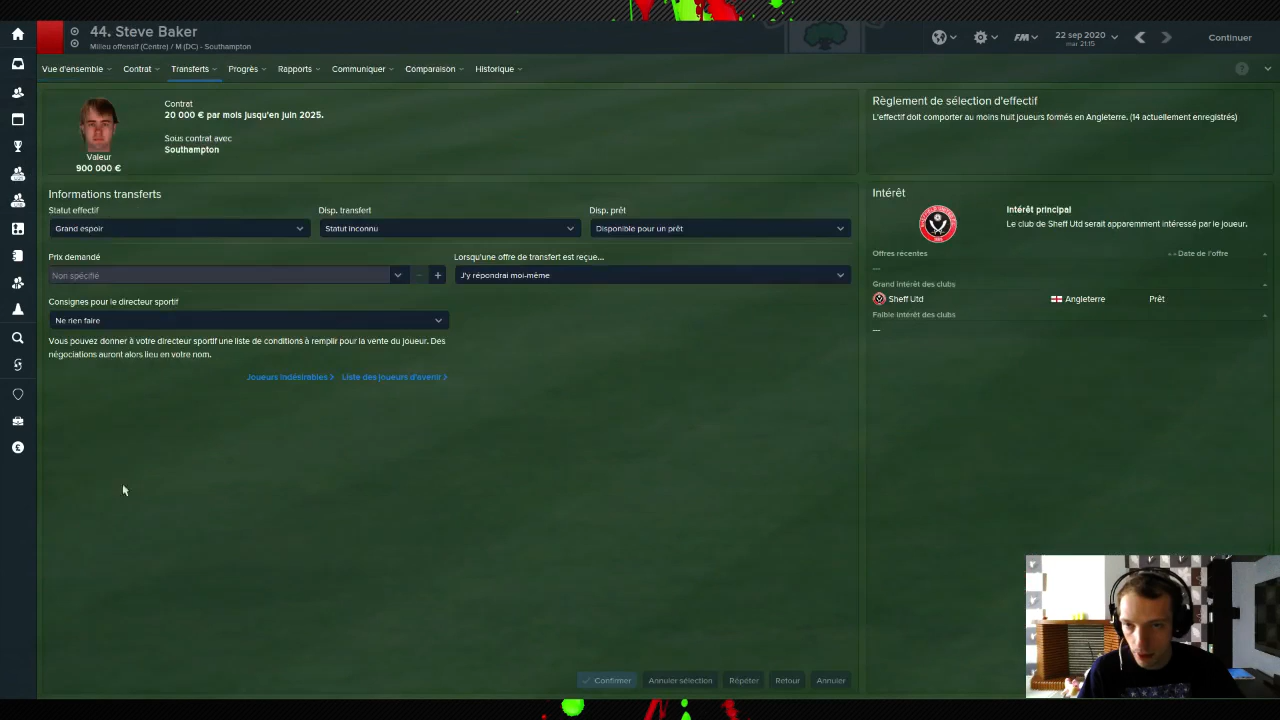 44. Steve Baker
Milieu offensif (Centre) / M (DC) - Southampton
FM
22 sep 2020
mar 21:15
Continuer
Vue d'ensemble
Contrat
Transferts
Progrès
Rapports
Communiquer
Comparaison
Historique
?
Contrat
20 000 € par mois jusqu'en juin 2025.
Sous contrat avec
Southampton
Valeur
900 000 €
Règlement de sélection d'effectif
L'effectif doit comporter au moins huit joueurs formés en Angleterre. (14 actuellement enregistrés)
Informations transferts
Statut effectif
Disp. transfert
Disp. prêt
Grand espoir
Statut inconnu
Disponible pour un prêt
Prix demandé
Lorsqu'une offre de transfert est reçue...
Non spécifié
J'y répondrai moi-même
Consignes pour le directeur sportif
Ne rien faire
Vous pouvez donner à votre directeur sportif une liste de conditions à remplir pour la vente du joueur. Des
négociations auront alors lieu en votre nom.
Joueurs indésirables >
Liste des joueurs d'avenir >
Intérêt
Intérêt principal
Le club de Sheff Utd serait apparemment intéressé par le joueur.
Offres récentes
Date de l'offre
---
Grand intérêt des clubs
Sheff Utd
Angleterre
Prêt
Faible intérêt des clubs
---
Confirmer
Annuler sélection
Répéter
Retour
Annuler